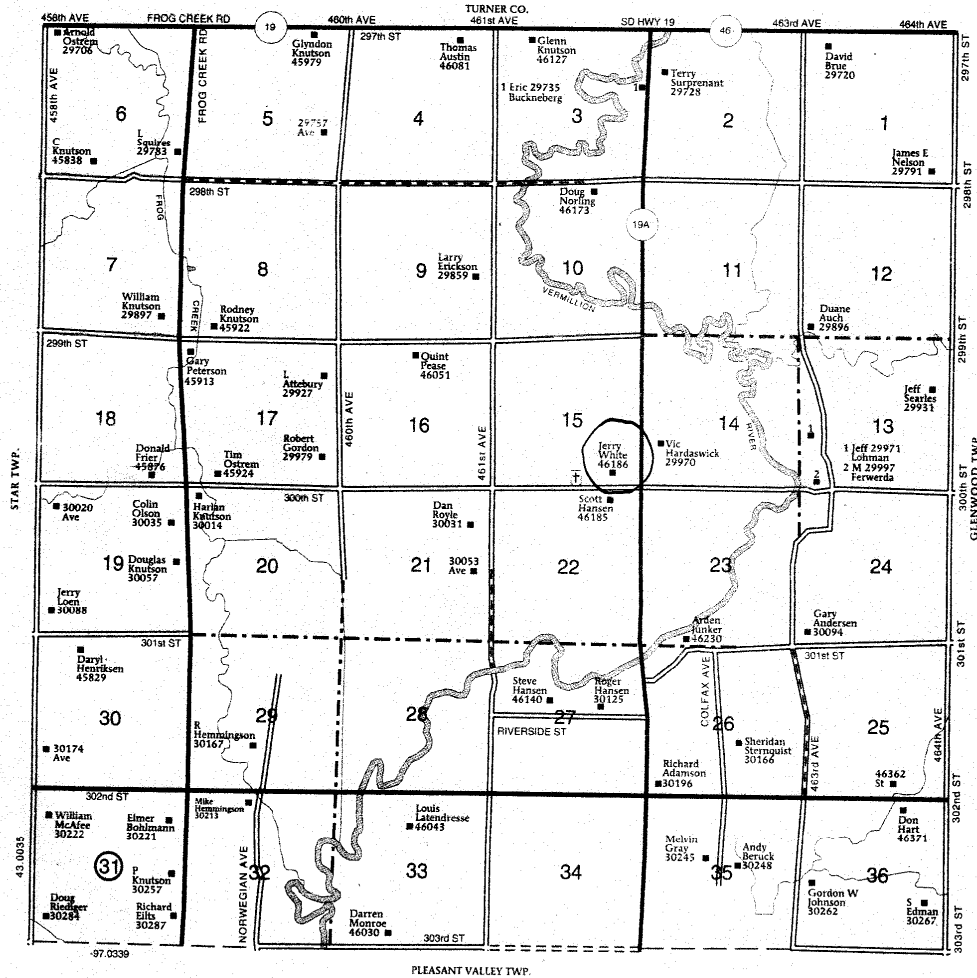 TURNER CO.
458th AVE
FROG CREEK RD
19
460th AVE
461st AVE
SD HWY 19
46
463rd AVE
464th AVE
297th ST
297th ST
458th AVE
FROG CREEK RD
Arnold
Ostrem
29706
Glyndon
Knutson
45979
Thomas
Austin
46081
Glenn
Knutson
46127
1 Eric 29735
Buckneberg
1
Terry
Surprenant
29728
David
Brue
29720
6
5
4
3
2
1
C
Knutson
45838
L
Squires
29783
29757
Ave
James E
Nelson
29791
298th ST
298th ST
FROG
Doug
Norling
46173
19A
7
8
9
10
11
12
Larry
Erickson
29859
VERMILLION
William
Knutson
29897
CREEK
Rodney
Knutson
45922
Duane
Auch
29896
299th ST
299th ST
Gary
Peterson
45913
L
Attebury
29927
Quint
Pease
46051
Jeff
Searles
29931
18
17
460th AVE
16
461st AVE
15
14
RIVER
13
Donald
Frier
45876
Tim
Ostrem
45924
Robert
Gordon
29979
Jerry
White
46186
Vic
Hardaswick
29970
1
1 Jeff 29971
Lohman
2 M 29997
Ferwerda
2
STAR TWP.
GLENWOOD TWP.
300th ST
300th ST
30020
Ave
Colin
Olson
30035
Harlan
Knutson
30014
Dan
Royle
30031
Scott
Hansen
46185
19
Douglas
Knutson
30057
20
21
30053
Ave
22
23
24
Jerry
Loen
30088
Arden
Junker
46230
Gary
Andersen
30094
301st ST
301st ST
301st ST
Daryl
Henriksen
45829
Steve
Hansen
46140
Roger
Hansen
30125
COLFAX AVE
30
29
28
27
26
25
RIVERSIDE ST
R
Hemmingson
30167
30174
Ave
Sheridan
Sternquist
30166
463rd AVE
464th AVE
Richard
Adamson
30196
46362
St
302nd ST
302nd ST
William
McAfee
30222
Elmer
Bohlmann
30221
Mike
Hemmingson
30213
Louis
Latendresse
46043
Don
Hart
46371
43.0035
31
P
Knutson
30257
NORWEGIAN AVE
32
33
34
Melvin
Gray
30245
35
Andy
Beruck
30248
36
Gordon W
Johnson
30262
Doug
Riediger
30284
Richard
Eilts
30287
Darren
Monroe
46030
S
Edman
30267
303rd ST
303rd ST
-97.0339
PLEASANT VALLEY TWP.